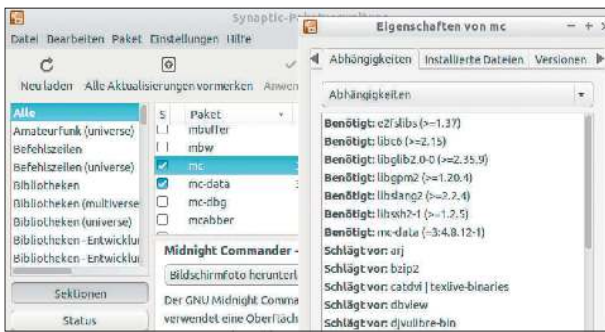 Synaptic-Paketverwaltung
Datei Bearbeiten Paket Einstellungen Hilfe
Neu laden Alle Aktualisierungen vormerken
Alle
Amateurfunk (universe)
Befehlszeilen
Befehlszeilen (universe)
Bibliotheken
Bibliotheken (multiverse
Bibliotheken (universe)
Bibliotheken - Entwicklu
Bibliotheken - Entwicklu
Sektionen
Status
S Paket
mbuffer
mbw
mc
mc-data
mc-dbg
mcabber
Midnight Commander -
Bildschirmfoto herunterl
Der GNU Midnight Comma
verwendet eine Oberfläch
Eigenschaften von mc
Abhängigkeiten Installierte Dateien Versionen
Abhängigkeiten
Benötigt: e2fslibs (>=1.37)
Benötigt: libc6 (>=2.15)
Benötigt: libglib2.0-0 (>=2.35.9)
Benötigt: libgpm2 (>=1.20.4)
Benötigt: libslang2 (>=2.2.4)
Benötigt: libssh2-1 (>=1.2.5)
Benötigt: mc-data (=3:4.8.12-1)
Schlägt vor: arj
Schlägt vor: bzip2
Schlägt vor: catdvi | texlive-binaries
Schlägt vor: dbview
Schlägt vor: djvulibre-bin